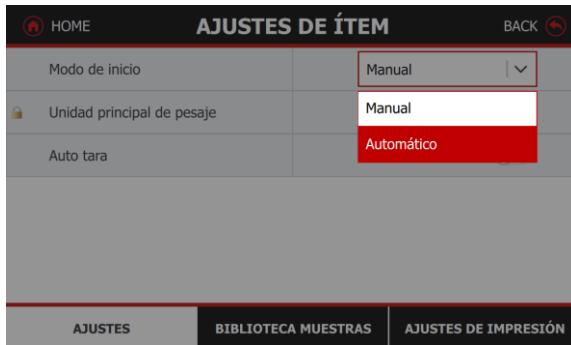 HOME AJUSTES DE ÍTEM BACK
Modo de inicio Manual
Unidad principal de pesaje Manual
Auto tara Automático
AJUSTES BIBLIOTECA MUESTRAS AJUSTES DE IMPRESIÓN